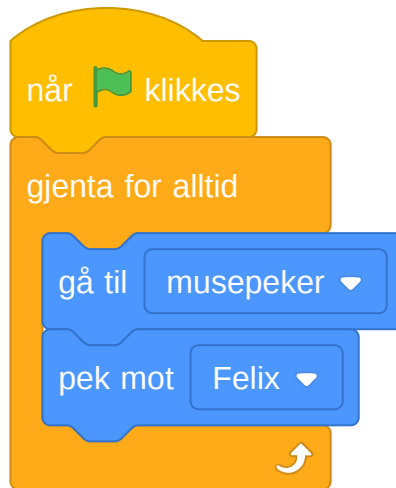 når klikkes
gjenta for alltid
gå til musepeker
pek mot Felix